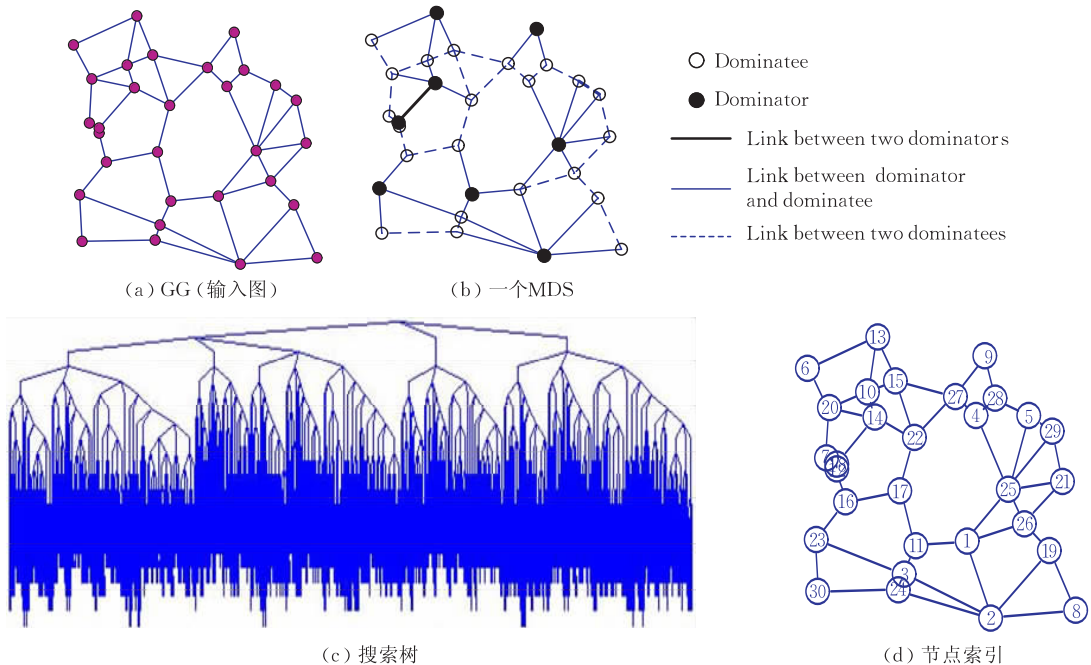 Dominatee
Dominator
Link between two dominators
Link between dominator
and dominatee
Link between two dominatees
(a) GG (输入图)
(b) 一个MDS
13
6
9
15
10
27
28
20
14
4
5
22
29
7
25
21
16
17
26
23
11
1
19
3
30
24
8
2
(c) 搜索树
(d) 节点索引